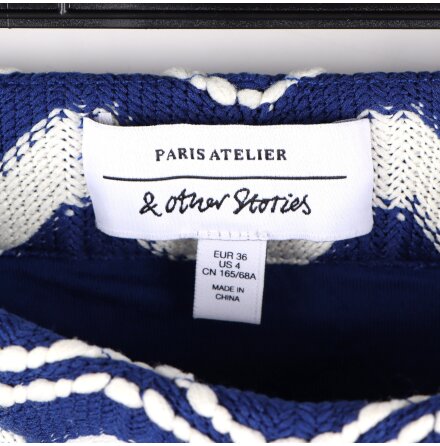 PARIS ATELIER
& other Stories
EUR 36
US 4
CN 165/68A
MADE IN
CHINA